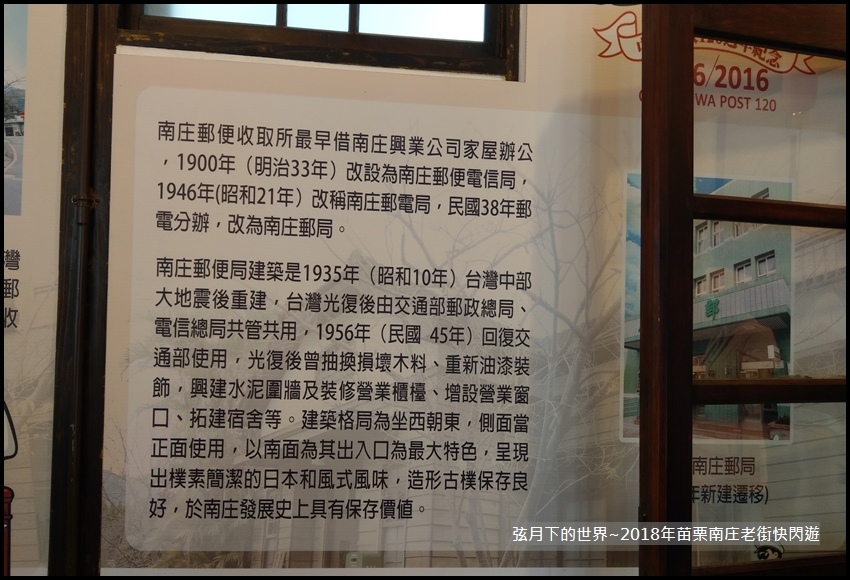 南庄郵便收取所最早借南庄興業公司家屋辦公
，1900年（明治33年）改設為南庄郵便電信局，
1946年(昭和21年）改稱南庄郵電局，民國38年郵
電分辦，改為南庄郵局。
南庄郵便局建築是1935年（昭和10年）台灣中部
大地震後重建，台灣光復後由交通部郵政總局、
電信總局共管共用，1956年（民國 45年）回復交
通部使用，光復後曾抽換損壞木料、重新油漆裝
飾，興建水泥圍牆及裝修營業櫃檯、增設營業窗
口、拓建宿舍等。建築格局為坐西朝東，側面當
正面使用，以南面為其出入口為最大特色，呈現
出樸素簡潔的日本和風式風味，造形古樸保存良
好，於南庄發展史上具有保存價值。
灣
郵
收
6/2016
WA POST 120
郵
南庄郵局
年新建遷移)
弦月下的世界~2018年苗栗南庄老街快閃遊